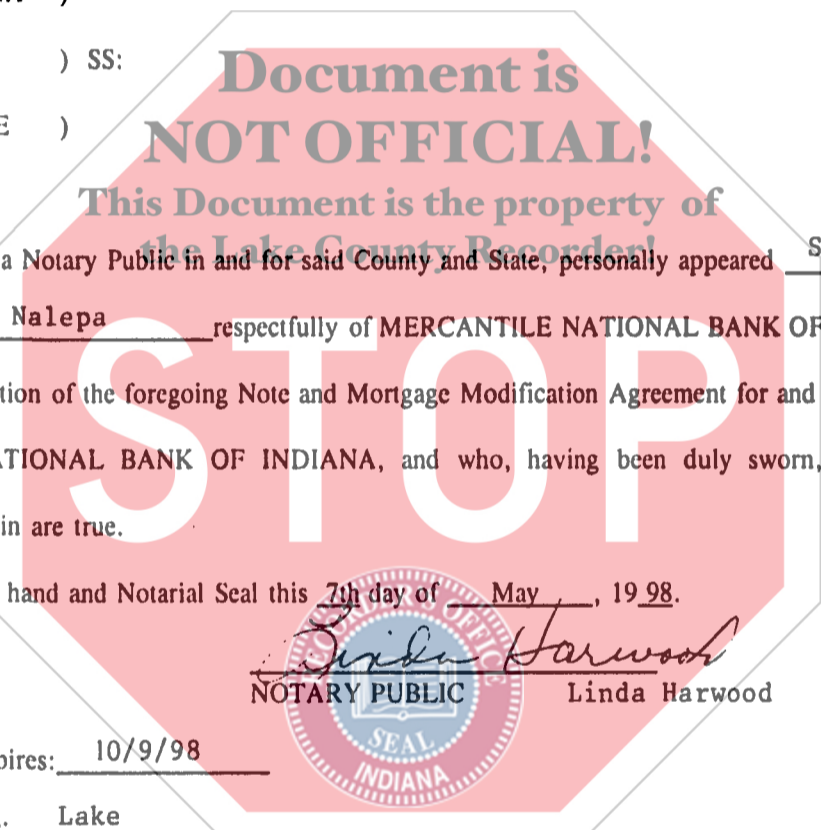 ) SS:
Document is
NOT OFFICIAL!
E )
This Document is the property of
the Lake County Recorder!
a Notary Public in and for said County and State, personally appeared S
Nalepa respectfully of MERCANTILE NATIONAL BANK OF
tion of the foregoing Note and Mortgage Modification Agreement for and
STOP
ATIONAL BANK OF INDIANA, and who, having been duly sworn,
in are true.
hand and Notarial Seal this 7th day of May, 19 98.
Linda Harwood
NOTARY PUBLIC Linda Harwood
RECORDER'S OFFICE
SEAL
INDIANA
pires: 10/9/98
Lake